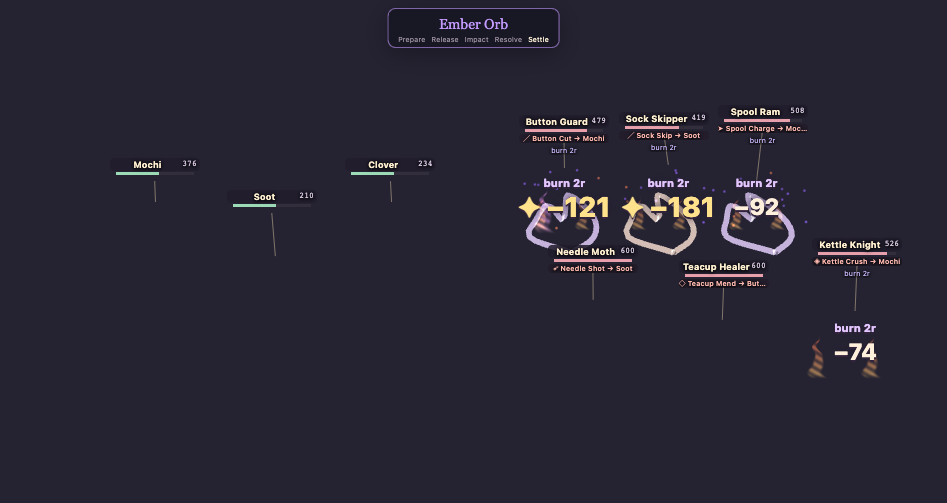 Ember Orb
Prepare Release Impact Resolve Settle
Mochi 376
Soot 210
Clover 234
Button Guard 479
Button Cut → Mochi
burn 2r
Sock Skipper 419
Sock Skip → Soot
burn 2r
Spool Ram 508
Spool Charge → Moc...
burn 2r
burn 2r
–121
burn 2r
–181
burn 2r
–92
Needle Moth 600
Needle Shot → Soot
Teacup Healer 600
Teacup Mend → But...
Kettle Knight 526
Kettle Crush → Mochi
burn 2r
burn 2r
–74